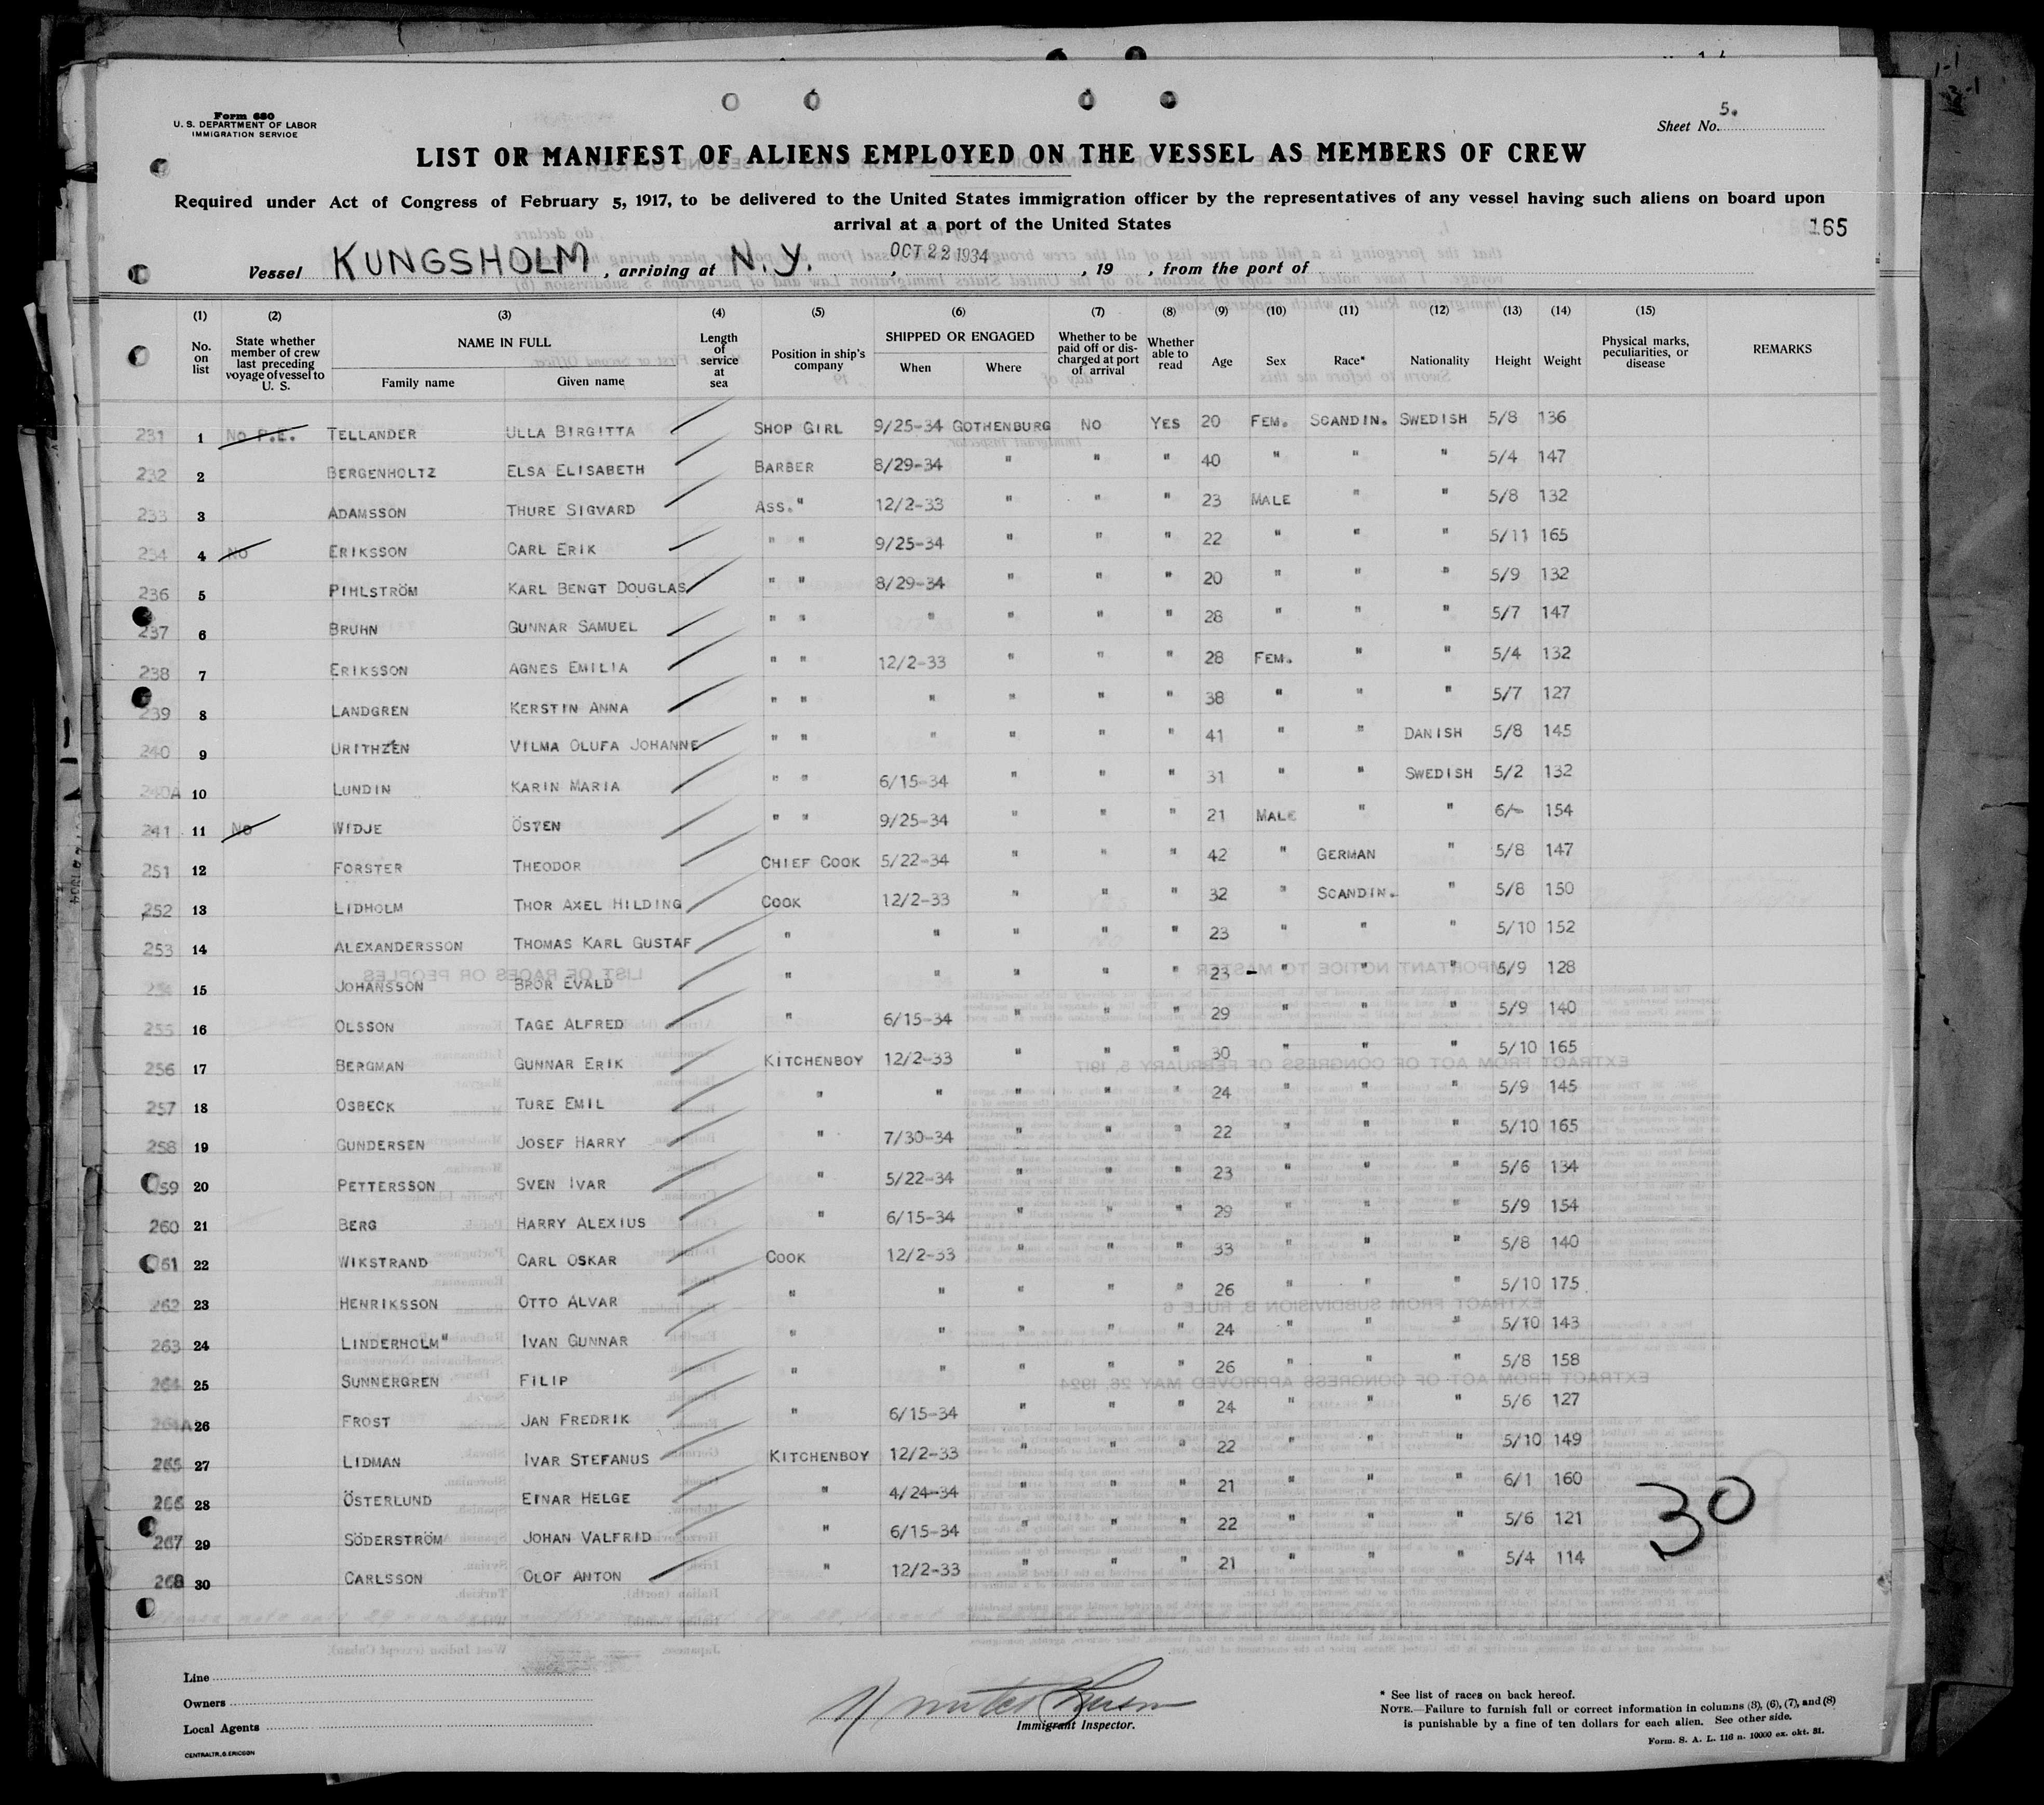 Form 680
U. S. DEPARTMENT OF LABOR
IMMIGRATION SERVICE
Sheet No. 5.
LIST OR MANIFEST OF ALIENS EMPLOYED ON THE VESSEL AS MEMBERS OF CREW
Required under Act of Congress of February 5, 1917, to be delivered to the United States immigration officer by the representatives of any vessel having such aliens on board upon
arrival at a port of the United States
165
Vessel KUNGSHOLM, arriving at N.Y. , OCT 22 1934 , 19 , from the port of
(1) (2) (3) (4) (5) (6) (7) (8) (9) (10) (11) (12) (13) (14) (15)
No. on list | State whether member of crew last preceding voyage of vessel to U. S. | NAME IN FULL Family name Given name | Length of service at sea | Position in ship's company | SHIPPED OR ENGAGED When Where | Whether to be paid off or discharged at port of arrival | Whether able to read | Age | Sex | Race* | Nationality | Height | Weight | Physical marks, peculiarities, or disease | REMARKS
231 1 No P.E. TELLANDER ULLA BIRGITTA SHOP GIRL 9/25-34 GOTHENBURG NO YES 20 FEM. SCANDIN. SWEDISH 5/8 136
232 2 BERGENHOLTZ ELSA ELISABETH BARBER 8/29-34 " " " 40 " " " 5/4 147
233 3 ADAMSSON THURE SIGVARD ASS." 12/2-33 " " " 23 MALE " " 5/8 132
234 4 NO ERIKSSON CARL ERIK " " 9/25-34 " " " 22 " " " 5/11 165
236 5 PIHLSTRÖM KARL BENGT DOUGLAS " " 8/29-34 " " " 20 " " " 5/9 132
237 6 BRUHN GUNNAR SAMUEL " " " " " " 28 " " " 5/7 147
238 7 ERIKSSON AGNES EMILIA " " 12/2-33 " " " 28 FEM. " " 5/4 132
239 8 LANDGREN KERSTIN ANNA " " " " " " 38 " " " 5/7 127
240 9 URITHZEN VILMA OLUFA JOHANNE " " " " " " 41 " " DANISH 5/8 145
240A 10 LUNDIN KARIN MARIA " " 6/15-34 " " " 31 " " SWEDISH 5/2 132
241 11 NO WIDJE ÖSTEN " " 9/25-34 " " " 21 MALE " " 6/- 154
251 12 FORSTER THEODOR CHIEF COOK 5/22-34 " " " 42 " GERMAN " 5/8 147
252 13 LIDHOLM THOR AXEL HILDING COOK 12/2-33 " " " 32 " SCANDIN. " 5/8 150
253 14 ALEXANDERSSON THOMAS KARL GUSTAF " " " " " 23 " " " 5/10 152
254 15 JOHANSSON BROR EVALD " " " " " 23 - " " " 5/9 128
255 16 OLSSON TAGE ALFRED " 6/15-34 " " " 29 " " " 5/9 140
256 17 BERGMAN GUNNAR ERIK KITCHENBOY 12/2-33 " " " 30 " " " 5/10 165
257 18 OSBECK TURE EMIL " " " " " 24 " " " 5/9 145
258 19 GUNDERSEN JOSEF HARRY " 7/30-34 " " " 22 " " " 5/10 165
259 20 PETTERSSON SVEN IVAR " 5/22-34 " " " 23 " " " 5/6 134
260 21 BERG HARRY ALEXIUS " 6/15-34 " " " 29 " " " 5/9 154
261 22 WIKSTRAND CARL OSKAR COOK 12/2-33 " " " 33 " " " 5/8 140
262 23 HENRIKSSON OTTO ALVAR " " " " " 26 " " " 5/10 175
263 24 LINDERHOLM" IVAN GUNNAR " " " " " 24 " " " 5/10 143
264 25 SUNNERGREN FILIP " " " " " 26 " " " 5/8 158
264A 26 FROST JAN FREDRIK " 6/15-34 " " " 24 " " " 5/6 127
265 27 LIDMAN IVAR STEFANUS KITCHENBOY 12/2-33 " " " 22 " " " 5/10 149
266 28 ÖSTERLUND EINAR HELGE " 4/24-34 " " " 21 " " " 6/1 160
267 29 SÖDERSTRÖM JOHAN VALFRID " 6/15-34 " " " 22 " " " 5/6 121
268 30 CARLSSON OLOF ANTON " 12/2-33 " " " 21 " " " 5/4 114
30
Line
Owners
Local Agents
CENTRALTR, G. ERICSON
Immigrant Inspector.
* See list of races on back hereof.
NOTE.—Failure to furnish full or correct information in columns (3), (6), (7), and (8)
is punishable by a fine of ten dollars for each alien. See other side.
Form. S. A. L. 116 n. 10000 ex. okt. 31.